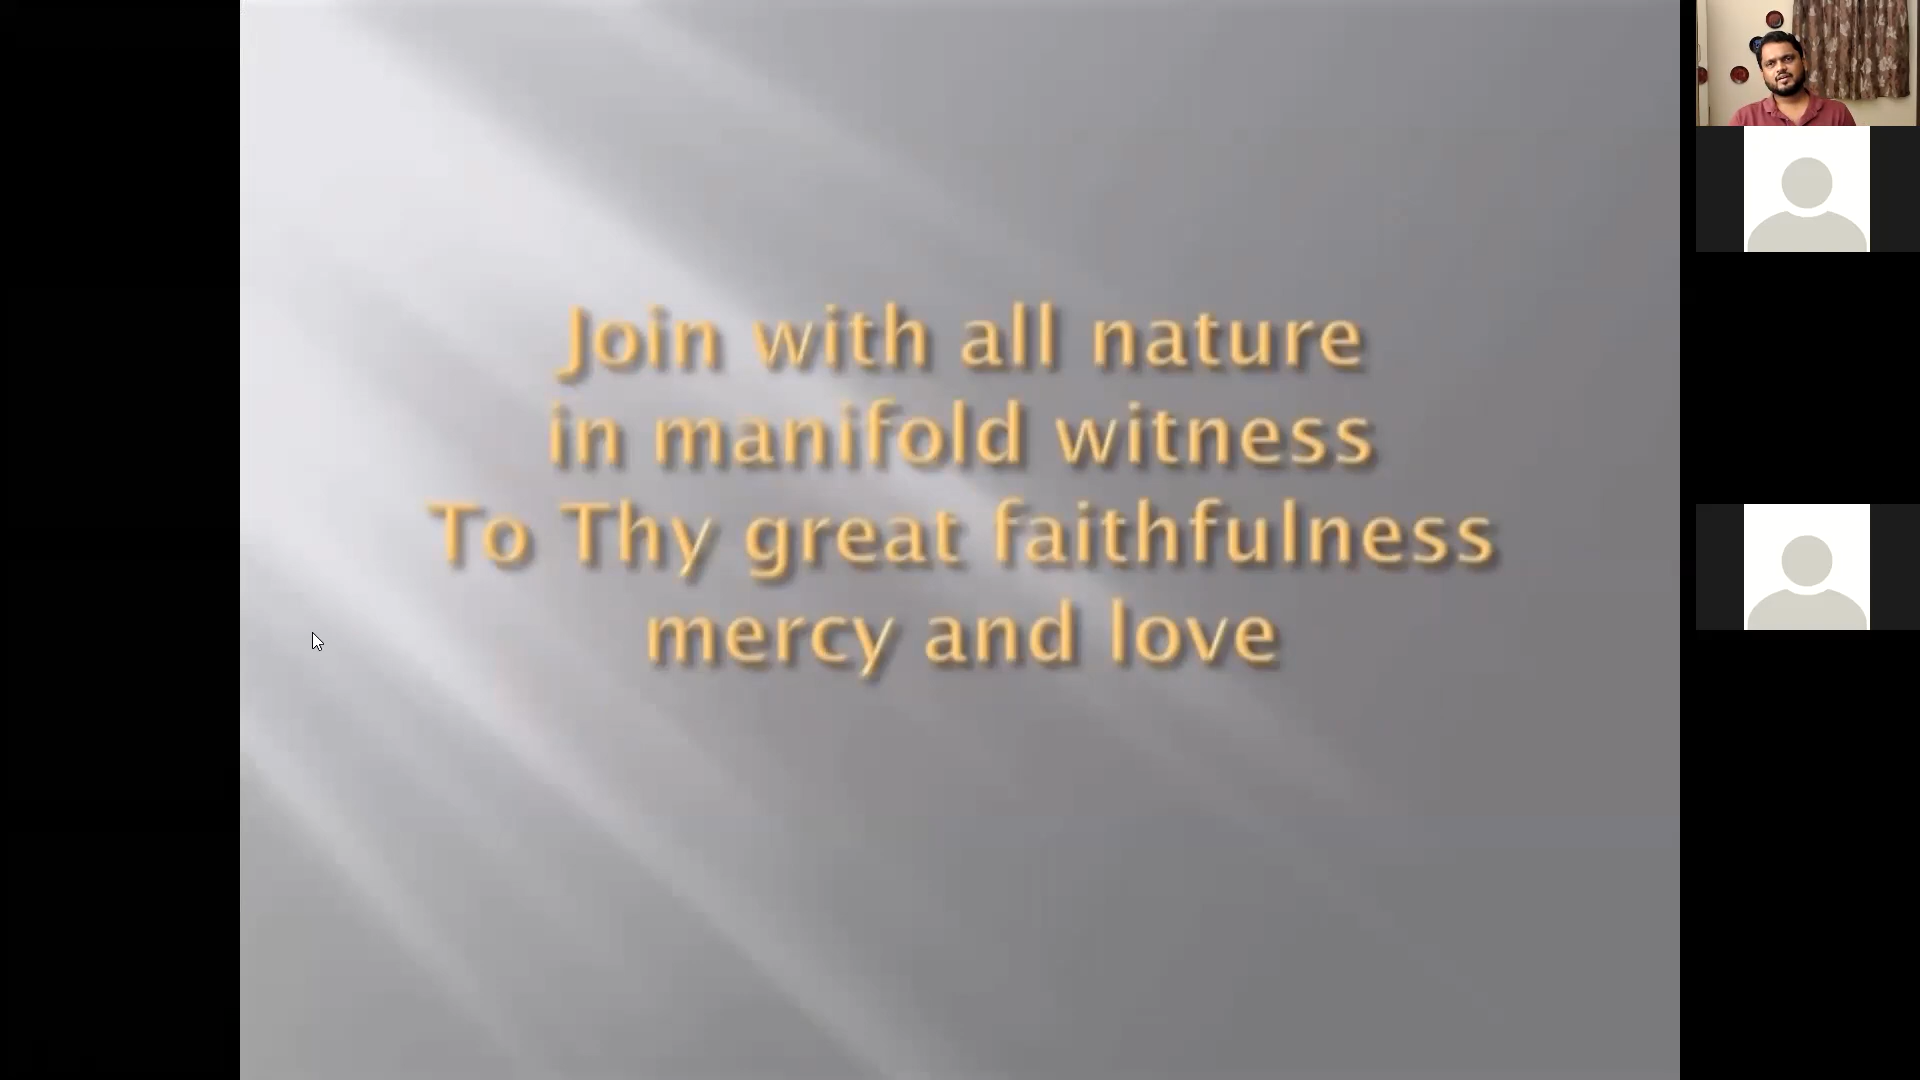 Join with all nature
in manifold witness
To Thy great faithfulness
mercy and love